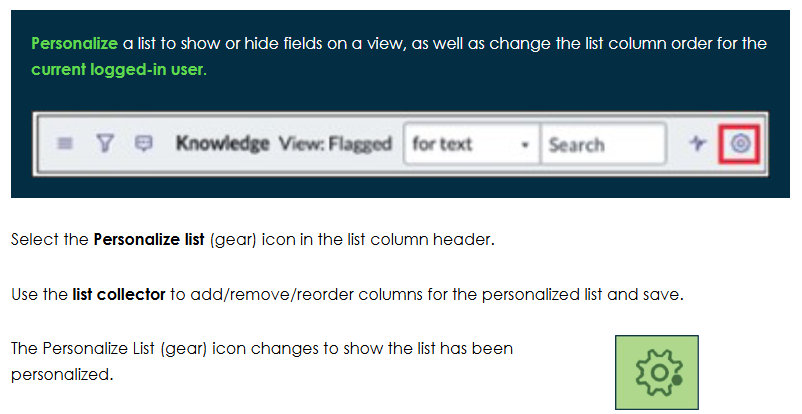 Personalize a list to show or hide fields on a view, as well as change the list column order for the
current logged-in user.
Knowledge View: Flagged for text Search
Select the Personalize list (gear) icon in the list column header.
Use the list collector to add/remove/reorder columns for the personalized list and save.
The Personalize List (gear) icon changes to show the list has been
personalized.